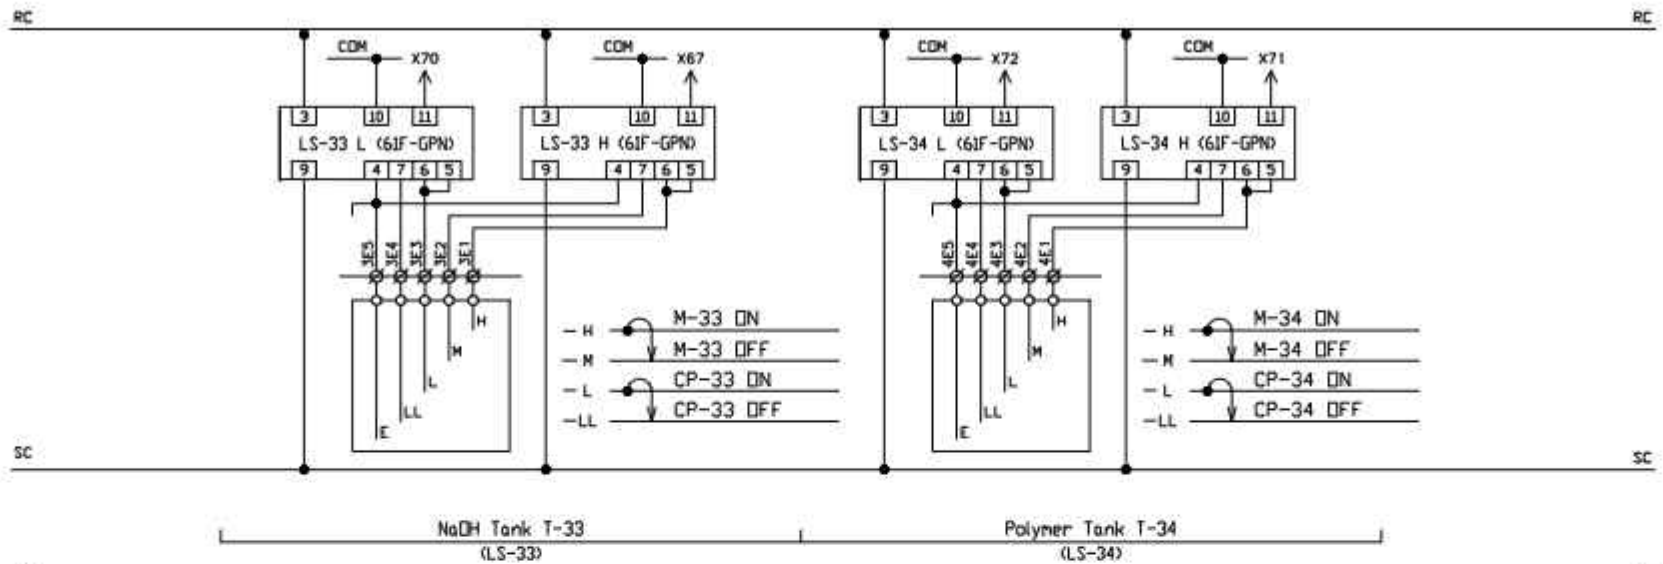 RC RC
COM X70 COM X67 COM X72 COM X71
3 10 11 3 10 11 3 10 11 3 10 11
LS-33 L (61F-GPN) LS-33 H (61F-GPN) LS-34 L (61F-GPN) LS-34 H (61F-GPN)
9 4 7 6 5 9 4 7 6 5 9 4 7 6 5 9 4 7 6 5
3E5 3E4 3E3 3E2 3E1 4E5 4E4 4E3 4E2 4E1
H M L LL E
H M-33 ON
M M-33 OFF
L CP-33 ON
LL CP-33 OFF
H M L LL E
H M-34 ON
M M-34 OFF
L CP-34 ON
LL CP-34 OFF
SC SC
NaOH Tank T-33 Polymer Tank T-34
(LS-33) (LS-34)